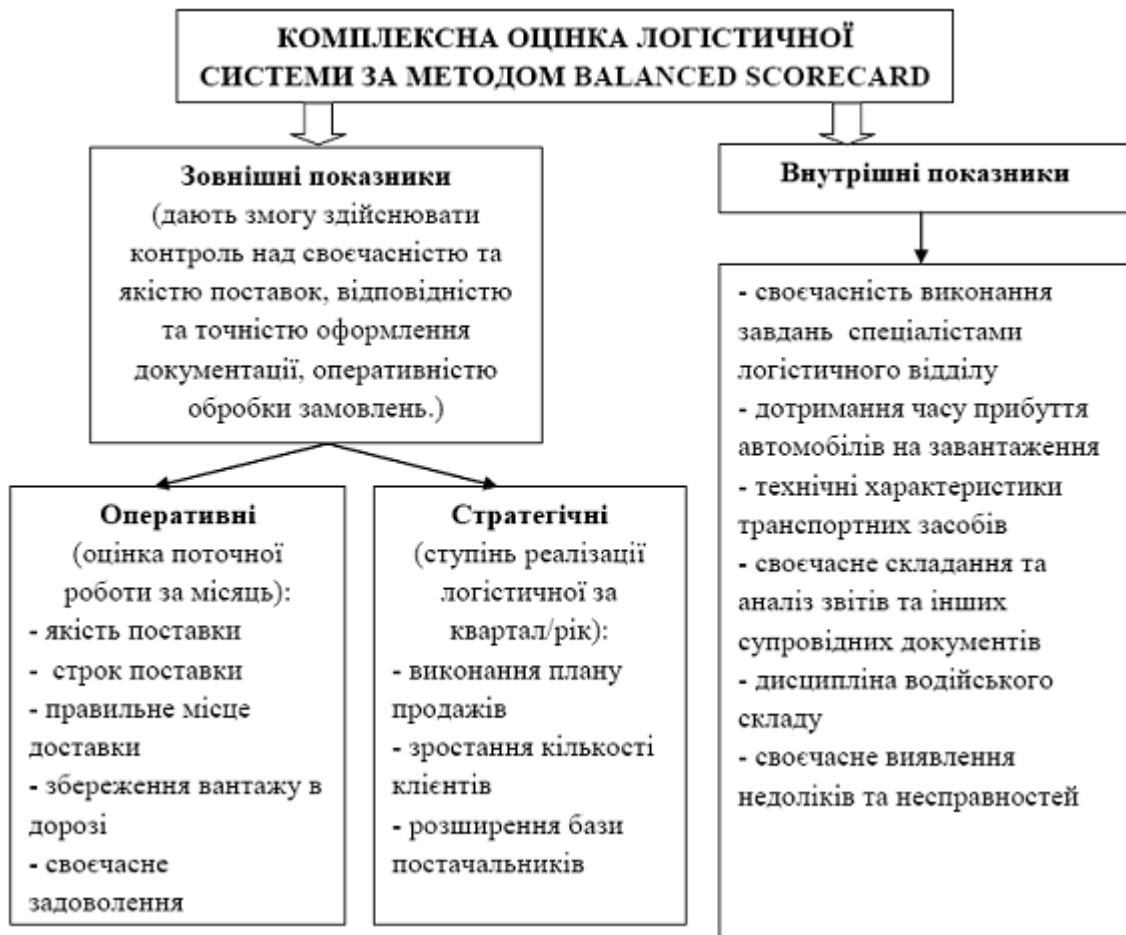 КОМПЛЕКСНА ОЦІНКА ЛОГІСТИЧНОЇ
СИСТЕМИ ЗА МЕТОДОМ BALANCED SCORECARD
Зовнішні показники
(дають змогу здійснювати
контроль над своєчасністю та
якістю поставок, відповідністю
та точністю оформлення
документації, оперативністю
обробки замовлень.)
Оперативні
(оцінка поточної
роботи за місяць):
- якість поставки
- строк поставки
- правильне місце
доставки
- збереження вантажу в
дорозі
- своєчасне
задоволення
Стратегічні
(ступінь реалізації
логістичної за
квартал/рік):
- виконання плану
продажів
- зростання кількості
клієнтів
- розширення бази
постачальників
Внутрішні показники
- своєчасність виконання
завдань спеціалістами
логістичного відділу
- дотримання часу прибуття
автомобілів на завантаження
- технічні характеристики
транспортних засобів
- своєчасне складання та
аналіз звітів та інших
супровідних документів
- дисципліна водійського
складу
- своєчасне виявлення
недоліків та несправностей